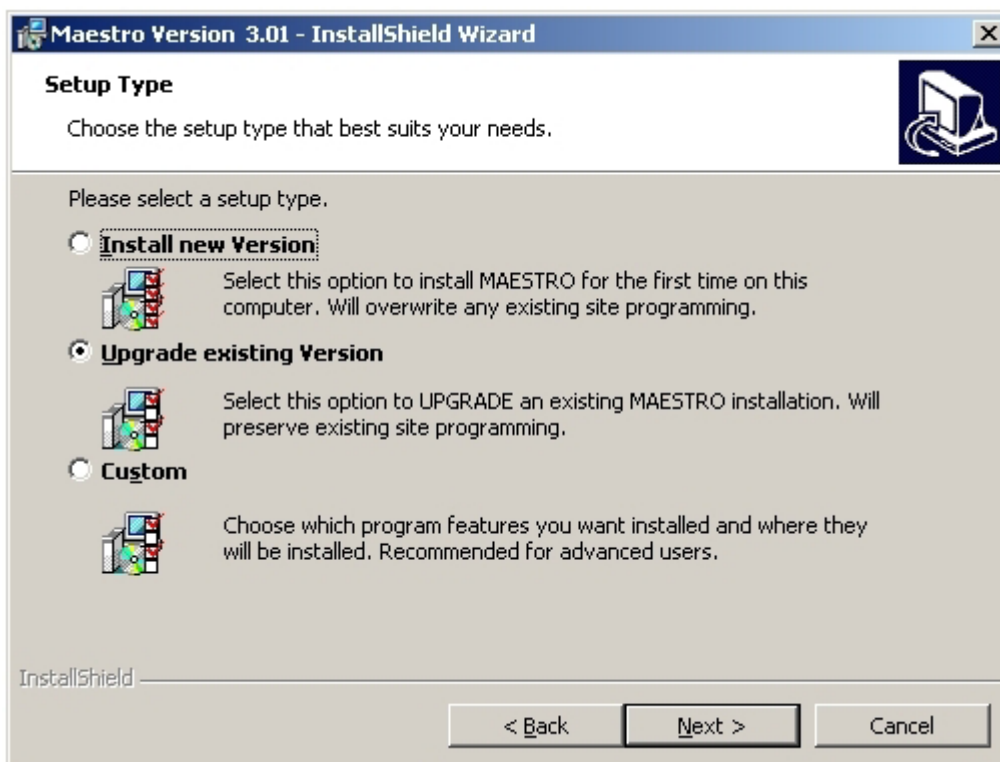 Maestro Version 3.01 - InstallShield Wizard
Setup Type
Choose the setup type that best suits your needs.
Please select a setup type.
Install new Version
Select this option to install MAESTRO for the first time on this
computer. Will overwrite any existing site programming.
Upgrade existing Version
Select this option to UPGRADE an existing MAESTRO installation. Will
preserve existing site programming.
Custom
Choose which program features you want installed and where they
will be installed. Recommended for advanced users.
InstallShield
< Back
Next >
Cancel